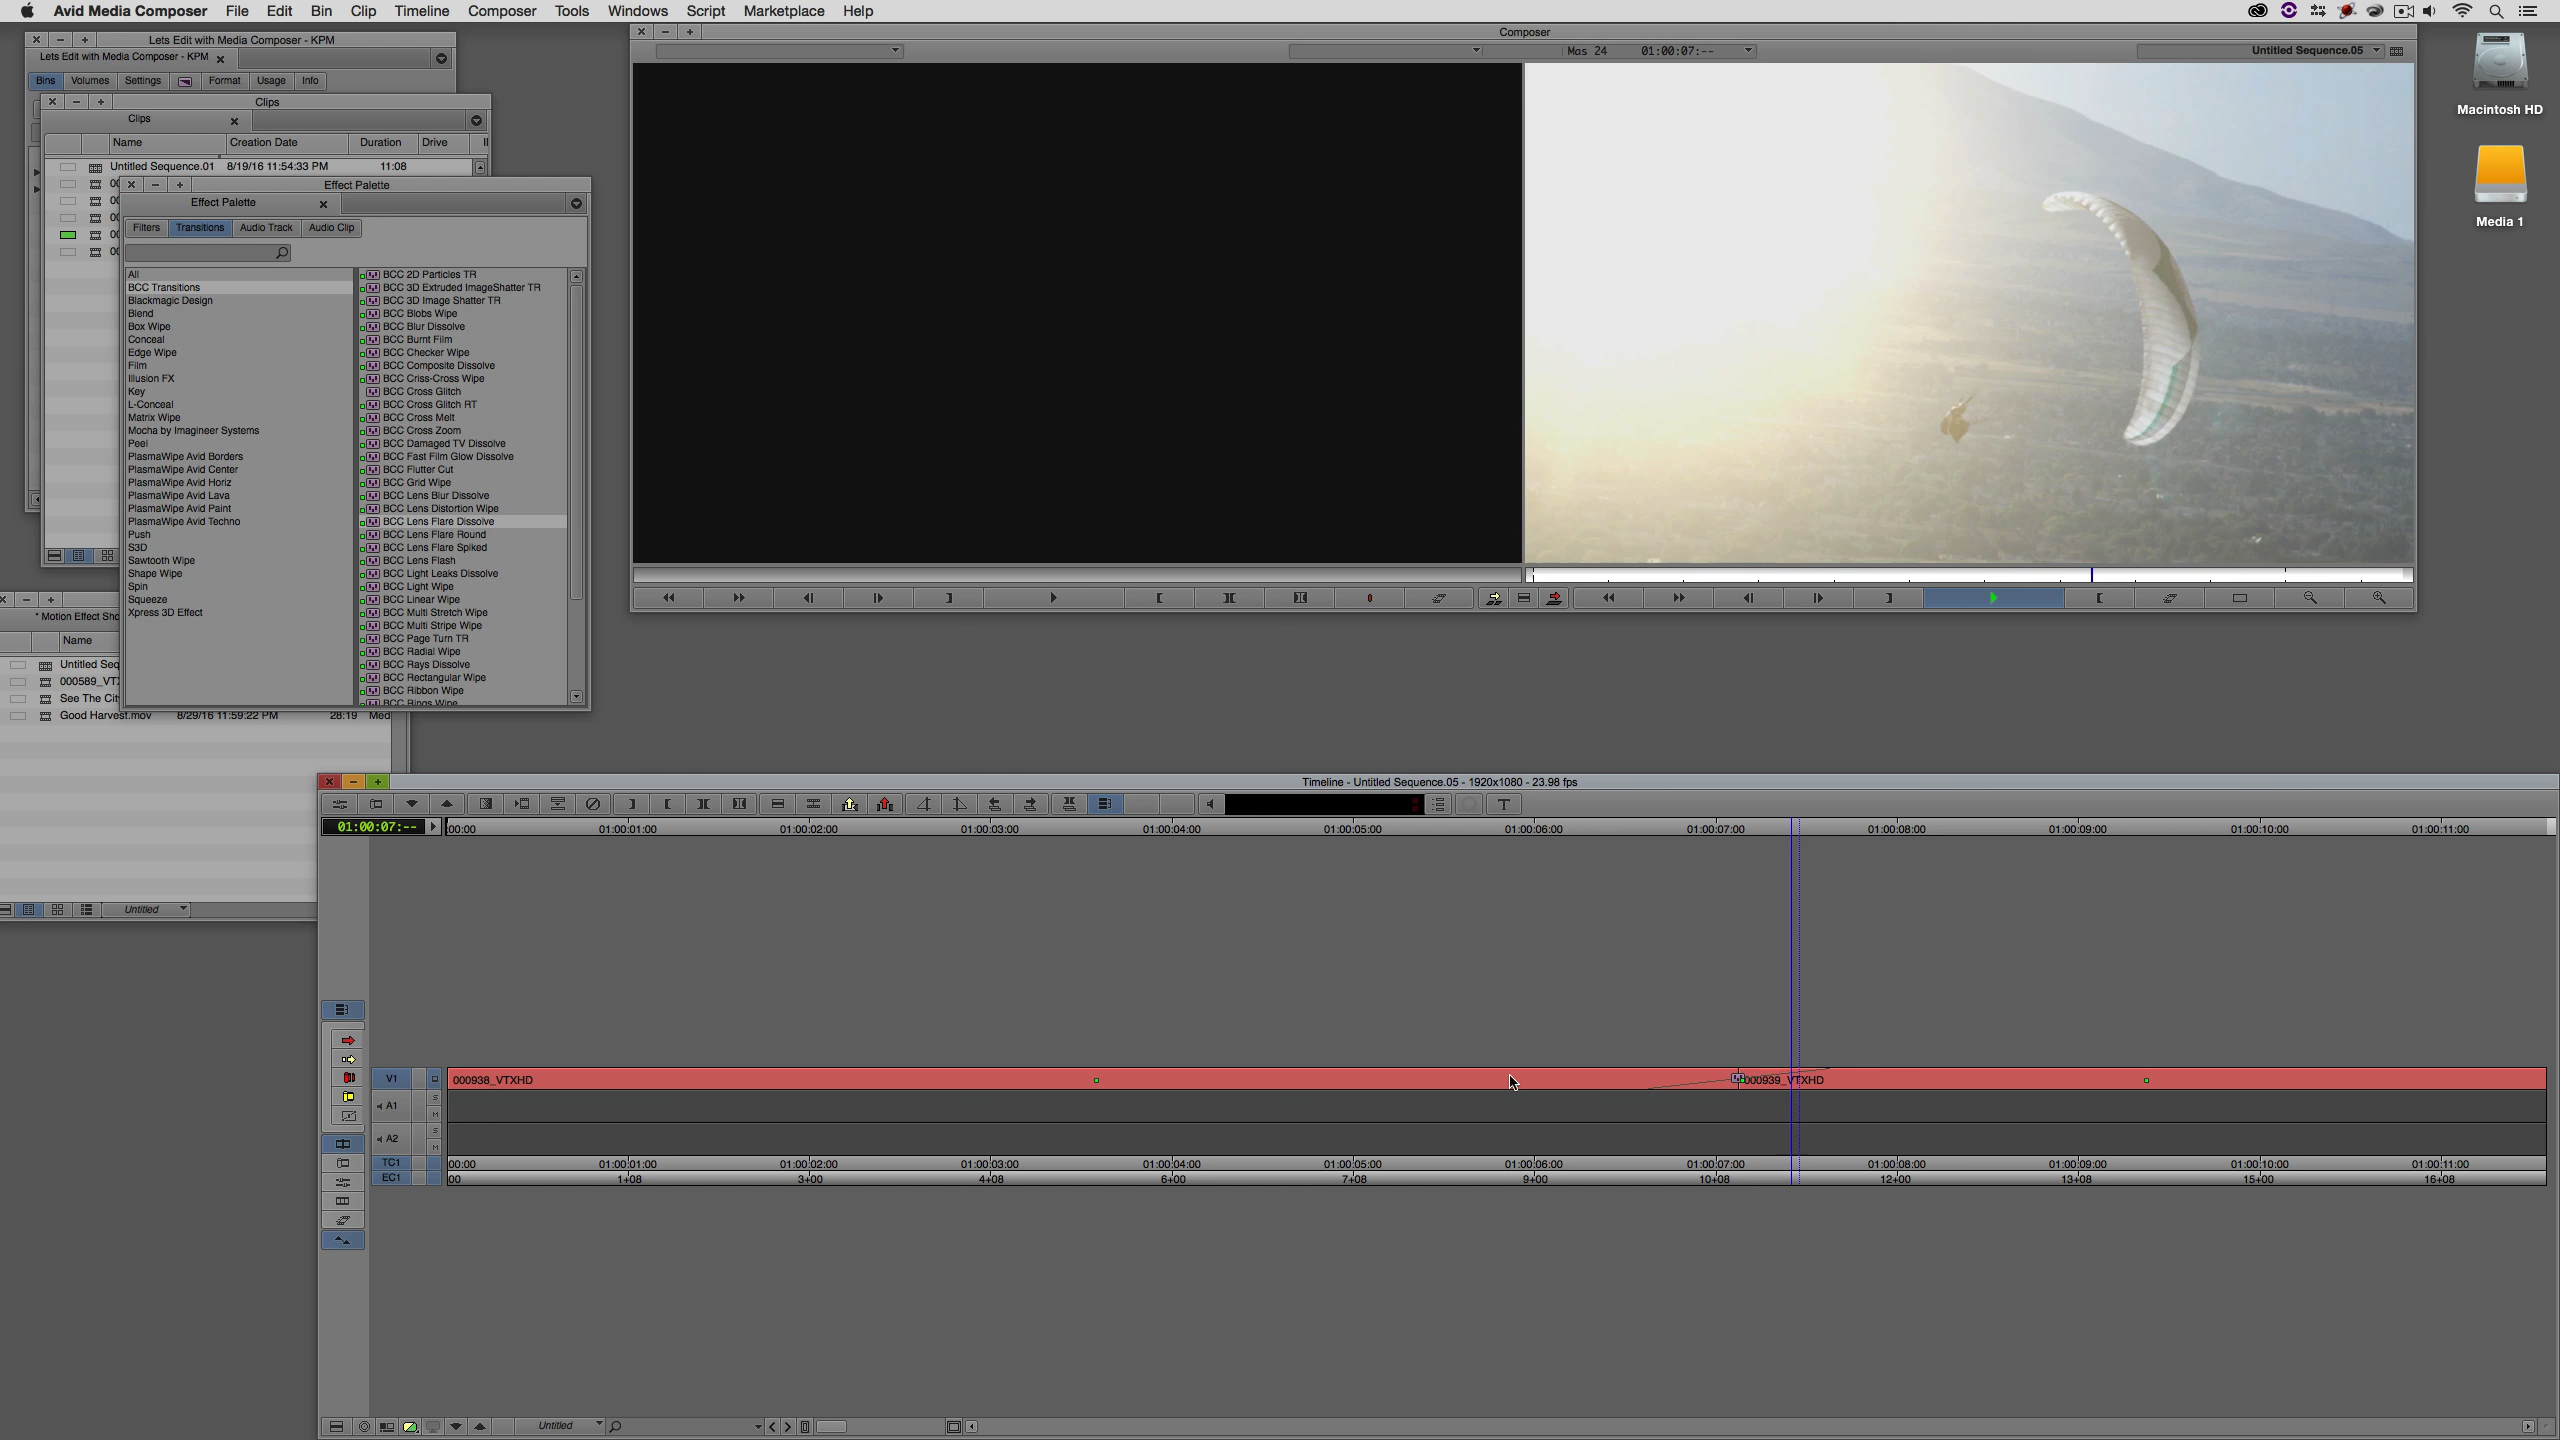 Avid Media Composer File Edit Bin Clip Timeline Composer Tools Windows Script Marketplace Help
Lets Edit with Media Composer - KPM
Lets Edit with Media Composer - KPM
Bins Volumes Settings Format Usage Info
Clips
Clips
Name Creation Date Duration Drive
Untitled Sequence.01 8/19/16 11:54:33 PM 11:08
Effect Palette
Effect Palette
Filters Transitions Audio Track Audio Clip
All
BCC Transitions
Blackmagic Design
Blend
Box Wipe
Conceal
Edge Wipe
Film
Illusion FX
Key
L-Conceal
Matrix Wipe
Mocha by Imagineer Systems
Peel
PlasmaWipe Avid Borders
PlasmaWipe Avid Center
PlasmaWipe Avid Horiz
PlasmaWipe Avid Lava
PlasmaWipe Avid Paint
PlasmaWipe Avid Techno
Push
S3D
Sawtooth Wipe
Shape Wipe
Spin
Squeeze
Xpress 3D Effect
BCC 2D Particles TR
BCC 3D Extruded ImageShatter TR
BCC 3D Image Shatter TR
BCC Blobs Wipe
BCC Blur Dissolve
BCC Burnt Film
BCC Checker Wipe
BCC Composite Dissolve
BCC Criss-Cross Wipe
BCC Cross Glitch
BCC Cross Glitch RT
BCC Cross Melt
BCC Cross Zoom
BCC Damaged TV Dissolve
BCC Fast Film Glow Dissolve
BCC Flutter Cut
BCC Grid Wipe
BCC Lens Blur Dissolve
BCC Lens Distortion Wipe
BCC Lens Flare Dissolve
BCC Lens Flare Round
BCC Lens Flare Spiked
BCC Lens Flash
BCC Light Leaks Dissolve
BCC Light Wipe
BCC Linear Wipe
BCC Multi Stretch Wipe
BCC Multi Stripe Wipe
BCC Page Turn TR
BCC Radial Wipe
BCC Rays Dissolve
BCC Rectangular Wipe
BCC Ribbon Wipe
BCC Rings Wipe
* Motion Effect Sho
Name
Untitled Seq
000589_VTX
See The Cit
Good Harvest.mov 8/29/16 11:59:22 PM 28:19 Med
Untitled
Composer
Mas 24 01:00:07:-- Untitled Sequence.05
Macintosh HD
Media 1
Timeline - Untitled Sequence.05 - 1920x1080 - 23.98 fps
01:00:07:-- 00:00 01:00:01:00 01:00:02:00 01:00:03:00 01:00:04:00 01:00:05:00 01:00:06:00 01:00:07:00 01:00:08:00 01:00:09:00 01:00:10:00 01:00:11:00
V1 000938_VTXHD 000939_VTXHD
A1 S M
A2 S M
TC1 00:00 01:00:01:00 01:00:02:00 01:00:03:00 01:00:04:00 01:00:05:00 01:00:06:00 01:00:07:00 01:00:08:00 01:00:09:00 01:00:10:00 01:00:11:00
EC1 00 1+08 3+00 4+08 6+00 7+08 9+00 10+08 12+00 13+08 15+00 16+08
Untitled